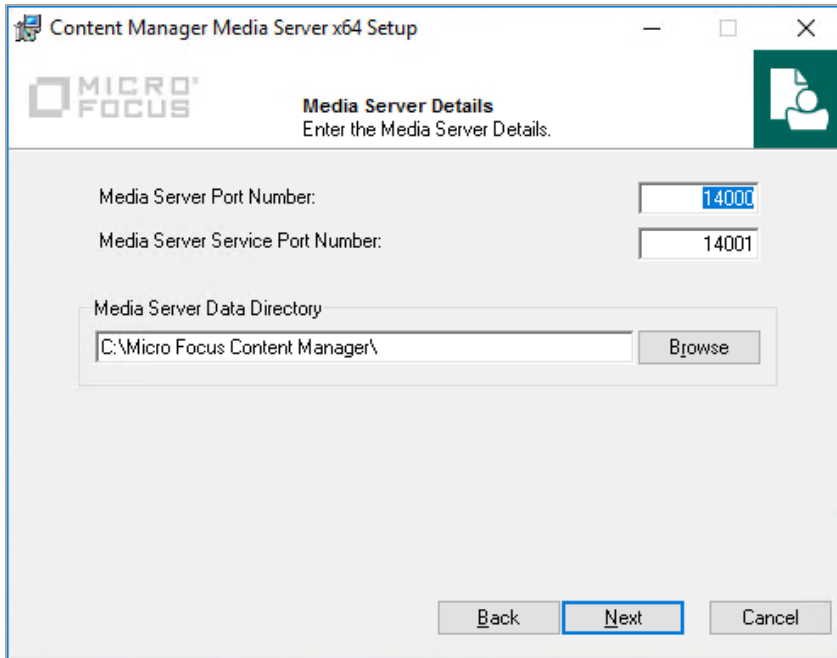 Content Manager Media Server x64 Setup
MICRO
FOCUS
Media Server Details
Enter the Media Server Details.
Media Server Port Number:
14000
Media Server Service Port Number:
14001
Media Server Data Directory
C:\Micro Focus Content Manager\
Browse
Back
Next
Cancel